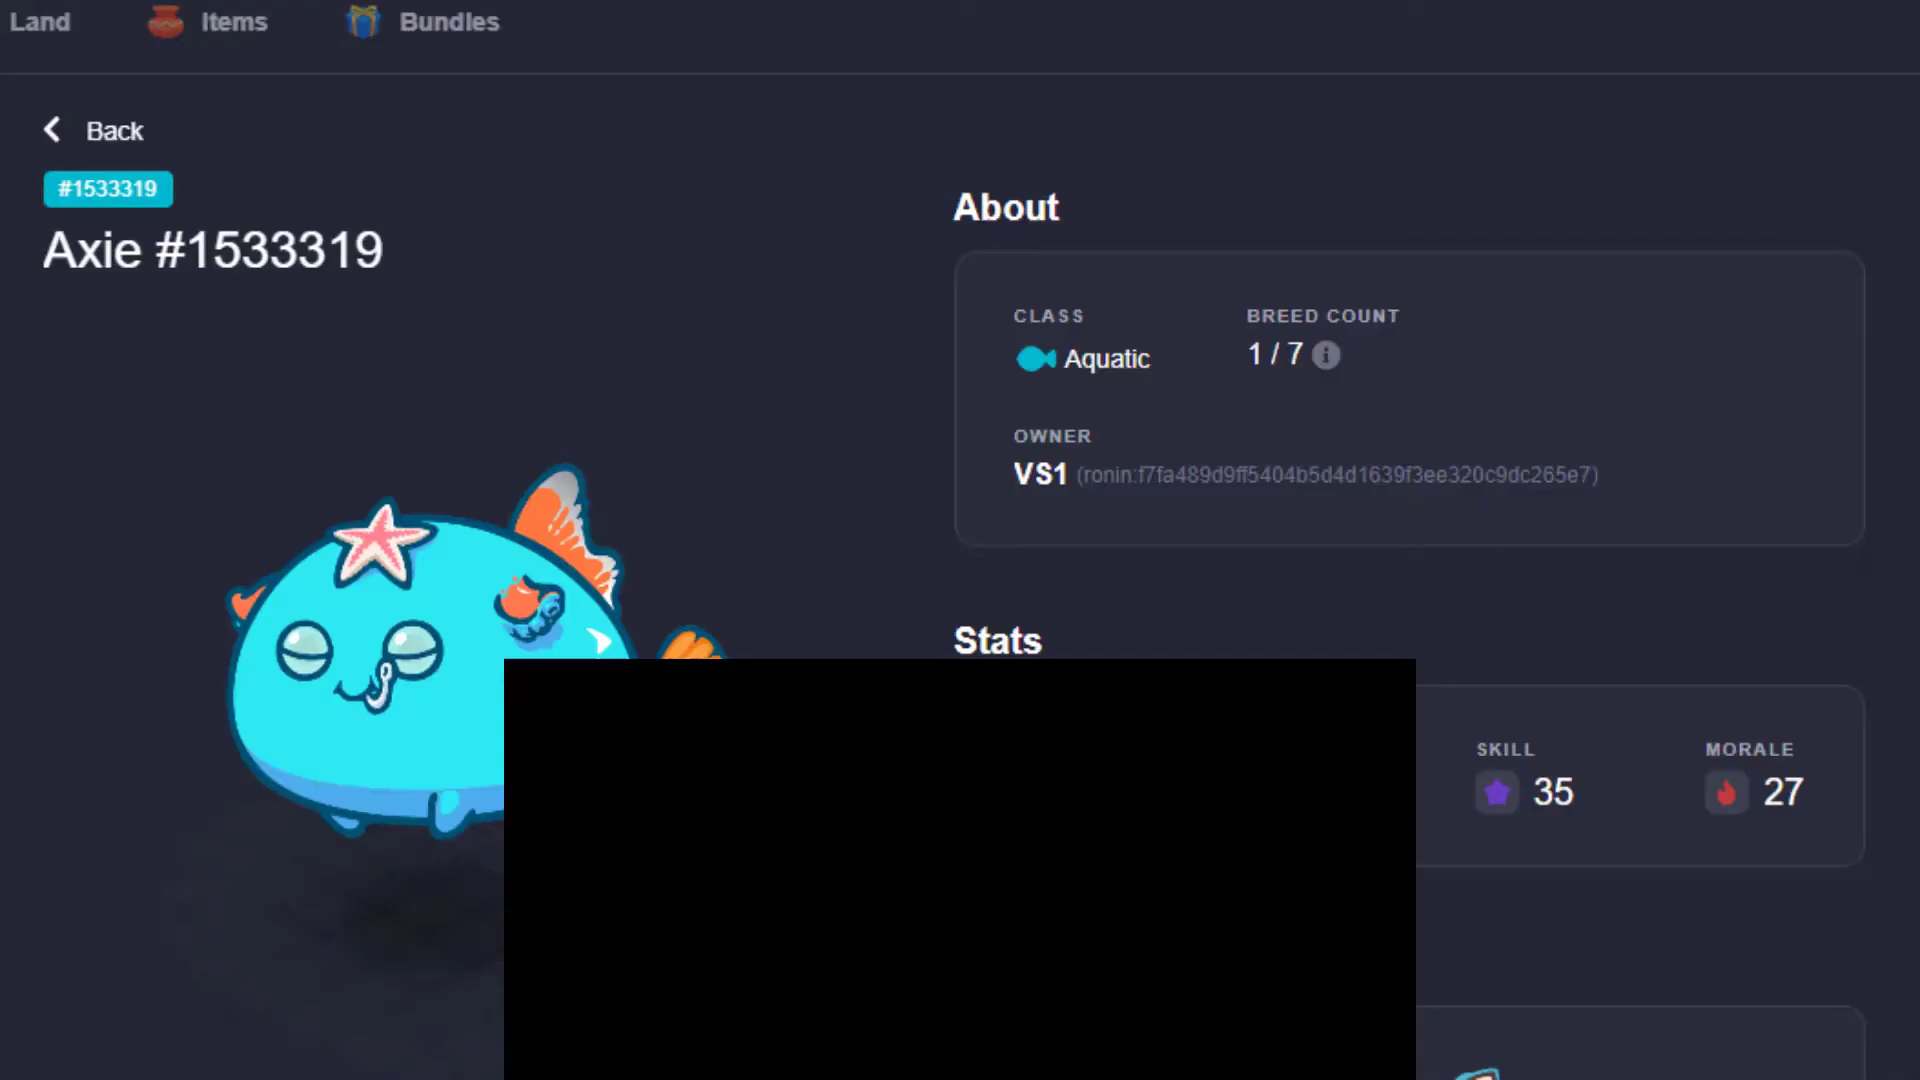 Land
Items
Bundles
Back
#1533319
Axie #1533319
About
CLASS
BREED COUNT
Aquatic
1 / 7
OWNER
VS1 (ronin:f7fa489d9ff5404b5d4d1639f3ee320c9dc265e7)
Stats
SKILL
MORALE
35
27